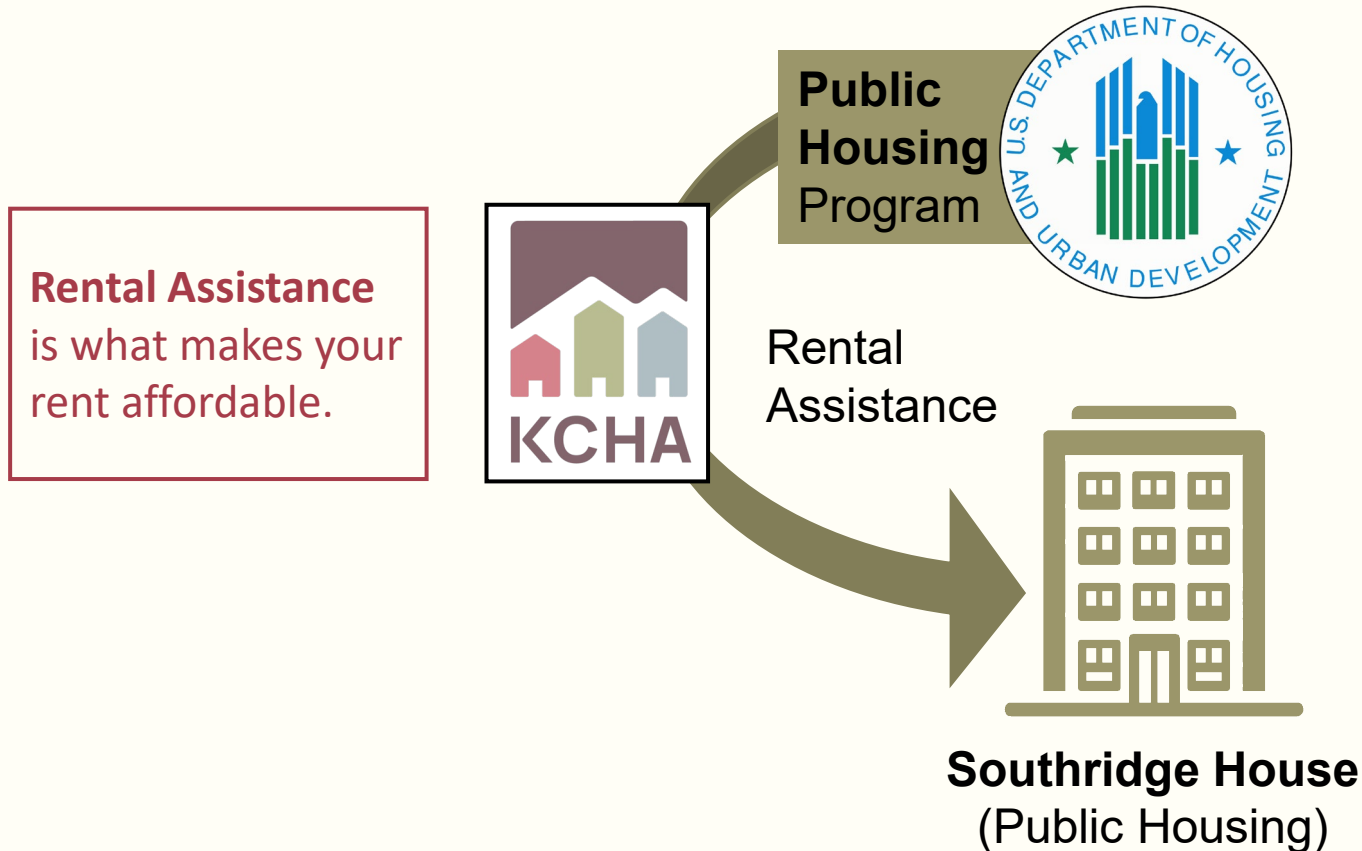 Rental Assistance
is what makes your
rent affordable.
KCHA
Public
Housing
Program
U.S. DEPARTMENT OF HOUSING
AND URBAN DEVELOPMENT
Rental
Assistance
Southridge House
(Public Housing)